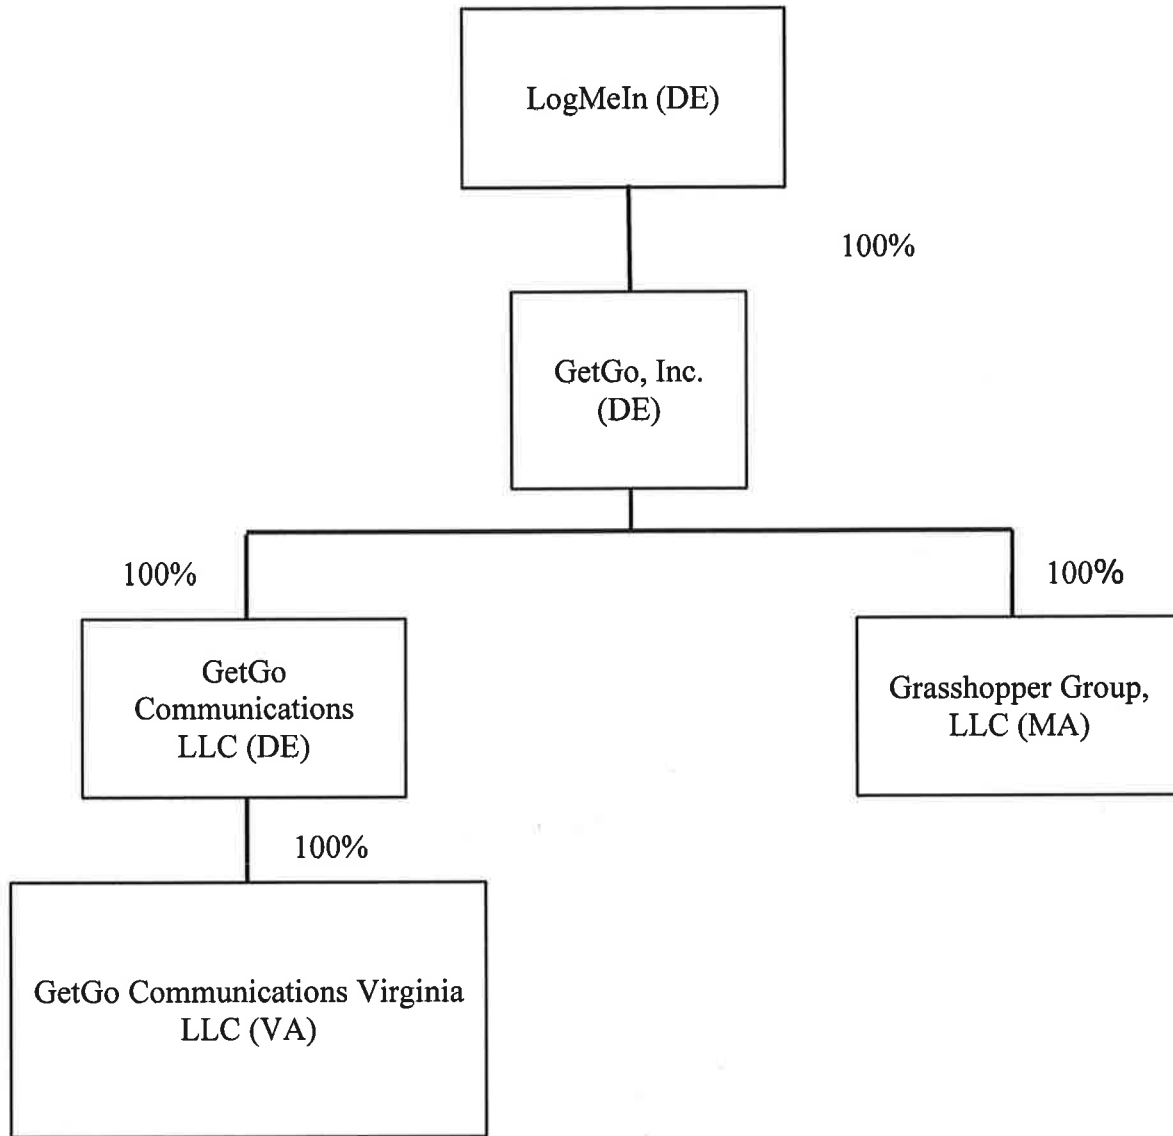 LogMeIn (DE)
100%
GetGo, Inc.
(DE)
100%
100%
GetGo
Communications
LLC (DE)
Grasshopper Group,
LLC (MA)
100%
GetGo Communications Virginia
LLC (VA)